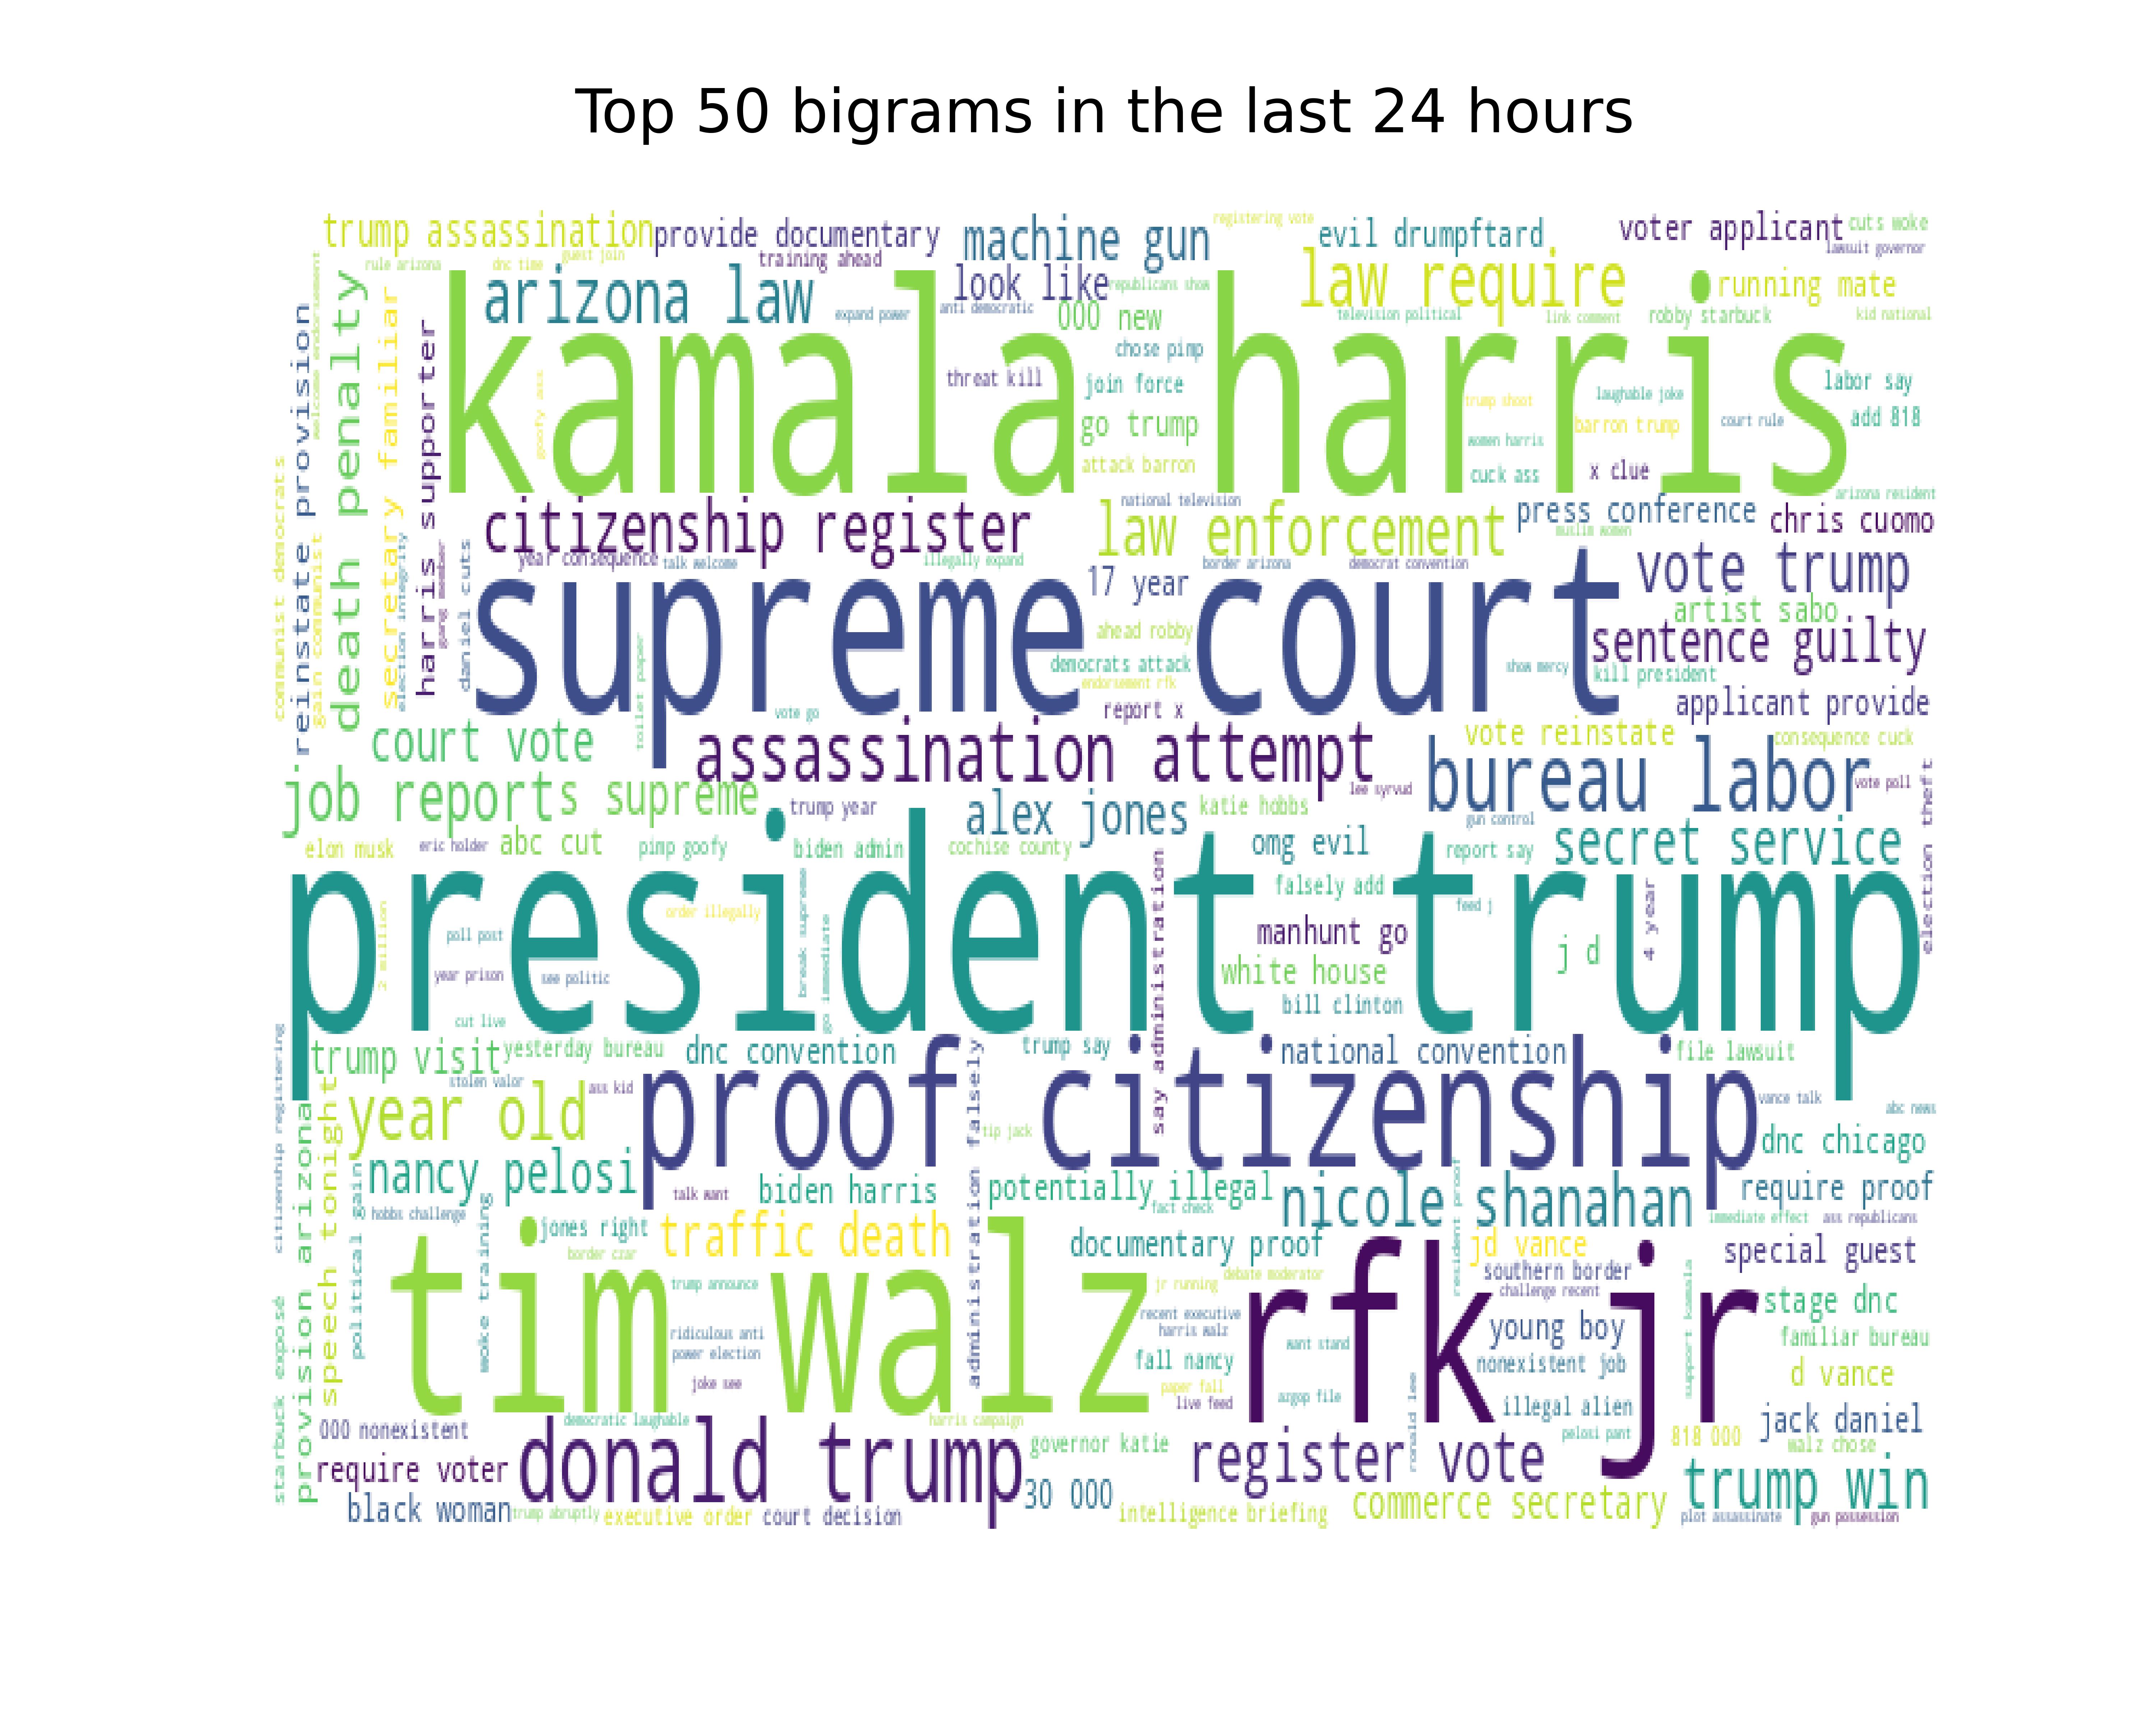 Top 50 bigrams in the last 24 hours
trump assassination
provide documentary
machine gun
registering vote
evil drumpftard
voter applicant
cuts woke
lawsuit governor
rule arizona
dnc time
guest join
training ahead
arizona law
expand power
look like
anti democratic
republicans show
000 new
law require
running mate
television political
link comment
robby starbuck
kid national
kamala harris
chose pimp
threat kill
join force
go trump
attack barron
trump shoot
laughable joke
barron trump
women harris
court rule
labor say
add 818
cuck ass
x clue
arizona resident
welcome endorsement
reinstate provision
death penalty
secretary familiar
harris supporter
goofy ass
communist democrats
gain communist
election integrity
gang member
daniel cuts
citizenship register
national television
law enforcement
press conference
chris cuomo
muslim women
year consequence
talk welcome
illegally expand
border arizona
democrat convention
supreme court
17 year
vote trump
artist sabo
ahead robby
sentence guilty
democrats attack
endorsement rfk
show mercy
kill president
toilet paper
report x
applicant provide
vote go
court vote
assassination attempt
vote reinstate
consequence cuck
job reports
supreme
bureau labor
vote poll
lee syrvud
trump year
alex jones
katie hobbs
gun control
election theft
elon musk
eric holder
abc cut
pimp goofy
biden admin
cochise county
omg evil
report say
secret service
president trump
falsely add
feed j
2 million
order illegally
break supreme
go immediate
say administration
4 year
poll post
year prison
see politic
manhunt go
j d
white house
bill clinton
cut live
trump visit
yesterday bureau
dnc convention
trump say
national convention
file lawsuit
citizenship registering
stolen valor
ass kid
year old
proof citizenship
vance talk
abc news
tip jack
dnc chicago
provision arizona
speech tonight
political gain
nancy pelosi
talk want
biden harris
administration falsely
potentially illegal
fact check
nicole shanahan
resident proof
require proof
immediate effect
ass republicans
hobbs challenge
woke training
jones right
border czar
traffic death
documentary proof
jd vance
special guest
southern border
challenge recent
tim walz
trump announce
jr running
debate moderator
rfk jr
support kamala
stage dnc
starbuck exposé
recent executive
harris walz
ridiculous anti
power election
want stand
young boy
familiar bureau
fall nancy
nonexistent job
d vance
joke see
paper fall
live feed
azgop file
illegal alien
jack daniel
000 nonexistent
democratic laughable
harris campaign
governor katie
ronald lee
pelosi pant
818 000
walz chose
require voter
donald trump
register vote
trump win
30 000
black woman
trump abruptly
executive order
court decision
intelligence briefing
commerce secretary
plot assassinate
gun possession